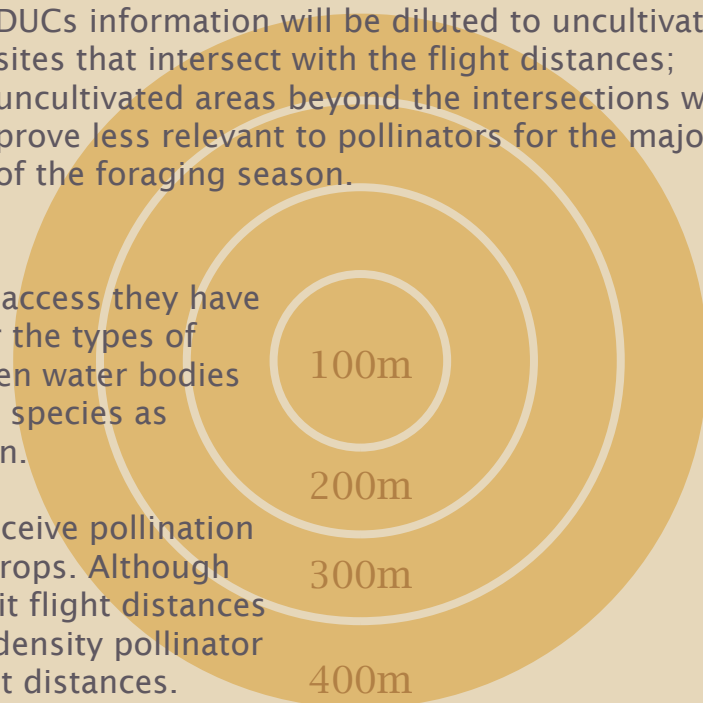 DUCs information will be diluted to uncultivat
sites that intersect with the flight distances;
uncultivated areas beyond the intersections w
prove less relevant to pollinators for the majo
of the foraging season.
access they have
r the types of
en water bodies
species as
n.
ceive pollination
rops. Although
it flight distances
density pollinator
t distances.
100m
200m
300m
400m